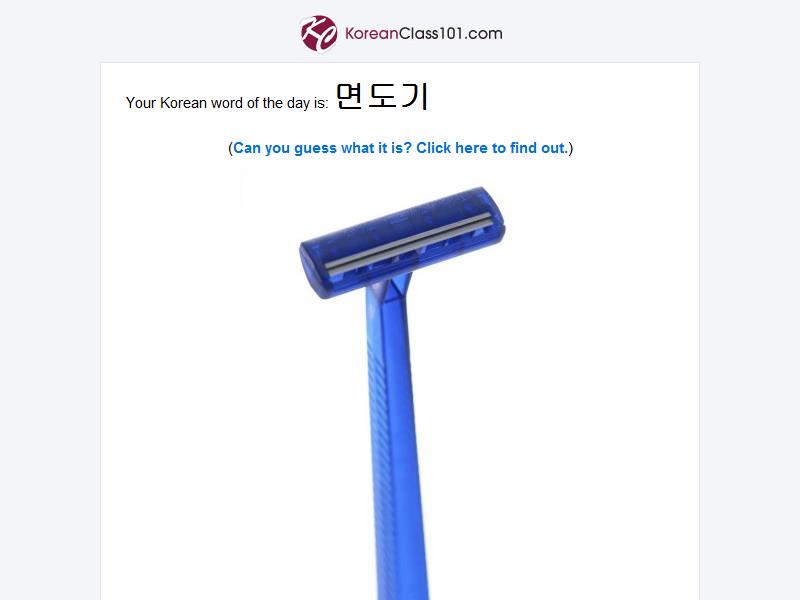 KC KoreanClass101.com
Your Korean word of the day is: 면도기
(Can you guess what it is? Click here to find out.)